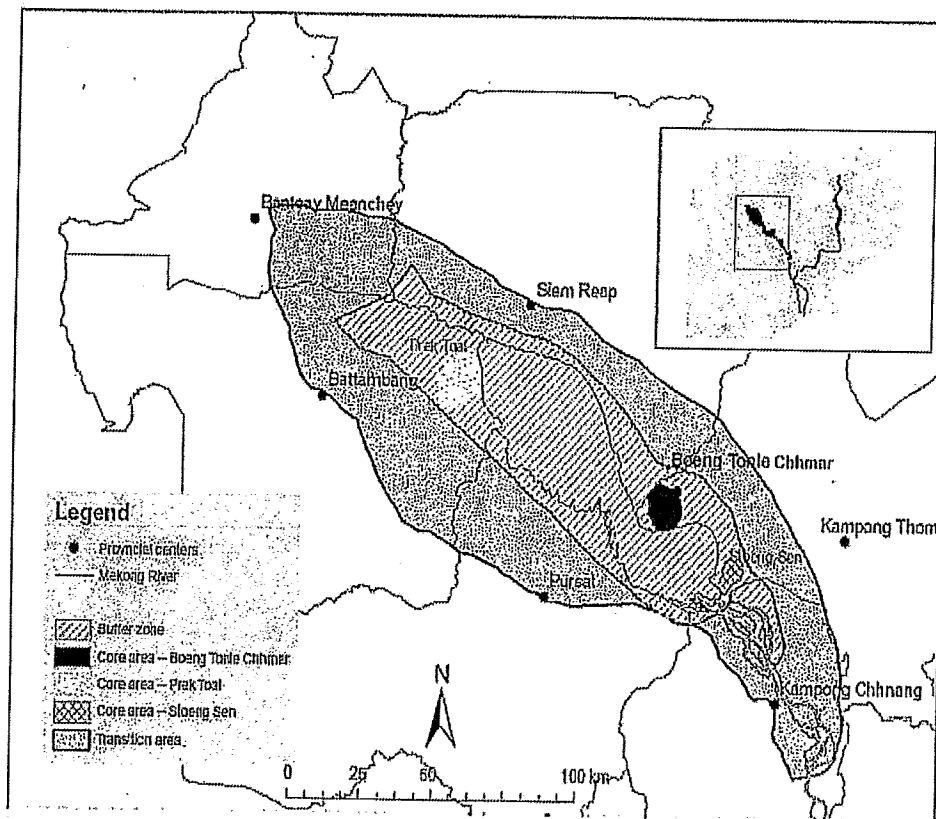 Banteay Meanchey
Siem Reap
Prek Toal
Battambang
Boeng Tonle Chhmar
Kampang Thom
Stoeng Sen
Pursat
Kampong Chhnang
Legend
Provincial centers
Mekong River
Buffer zone
Core area – Boeng Tonle Chhmar
Core area – Prek Toal
Core area – Stoeng Sen
Transition area
N
0 25 50 100 km